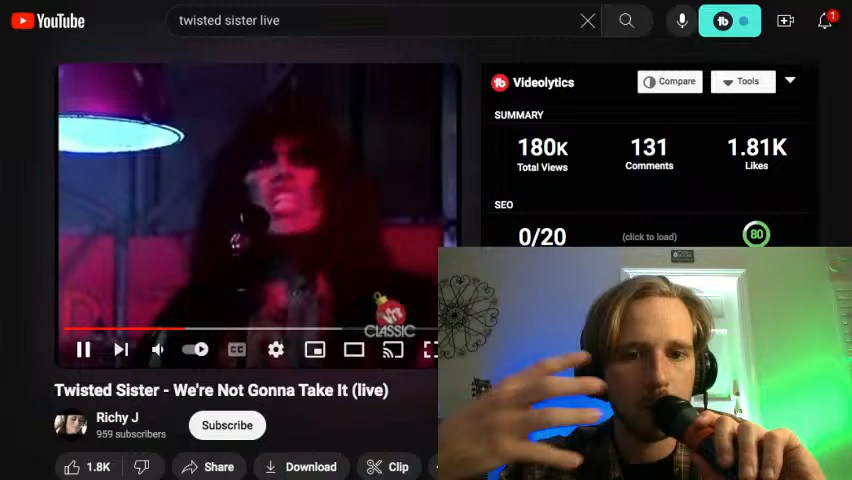 YouTube
twisted sister live
1
Videolytics
Compare
Tools
SUMMARY
180K
131
1.81K
Total Views
Comments
Likes
SEO
0/20
(click to load)
80
CC
CLASSIC
Twisted Sister - We're Not Gonna Take It (live)
Richy J
959 subscribers
Subscribe
1.8K
Share
Download
Clip